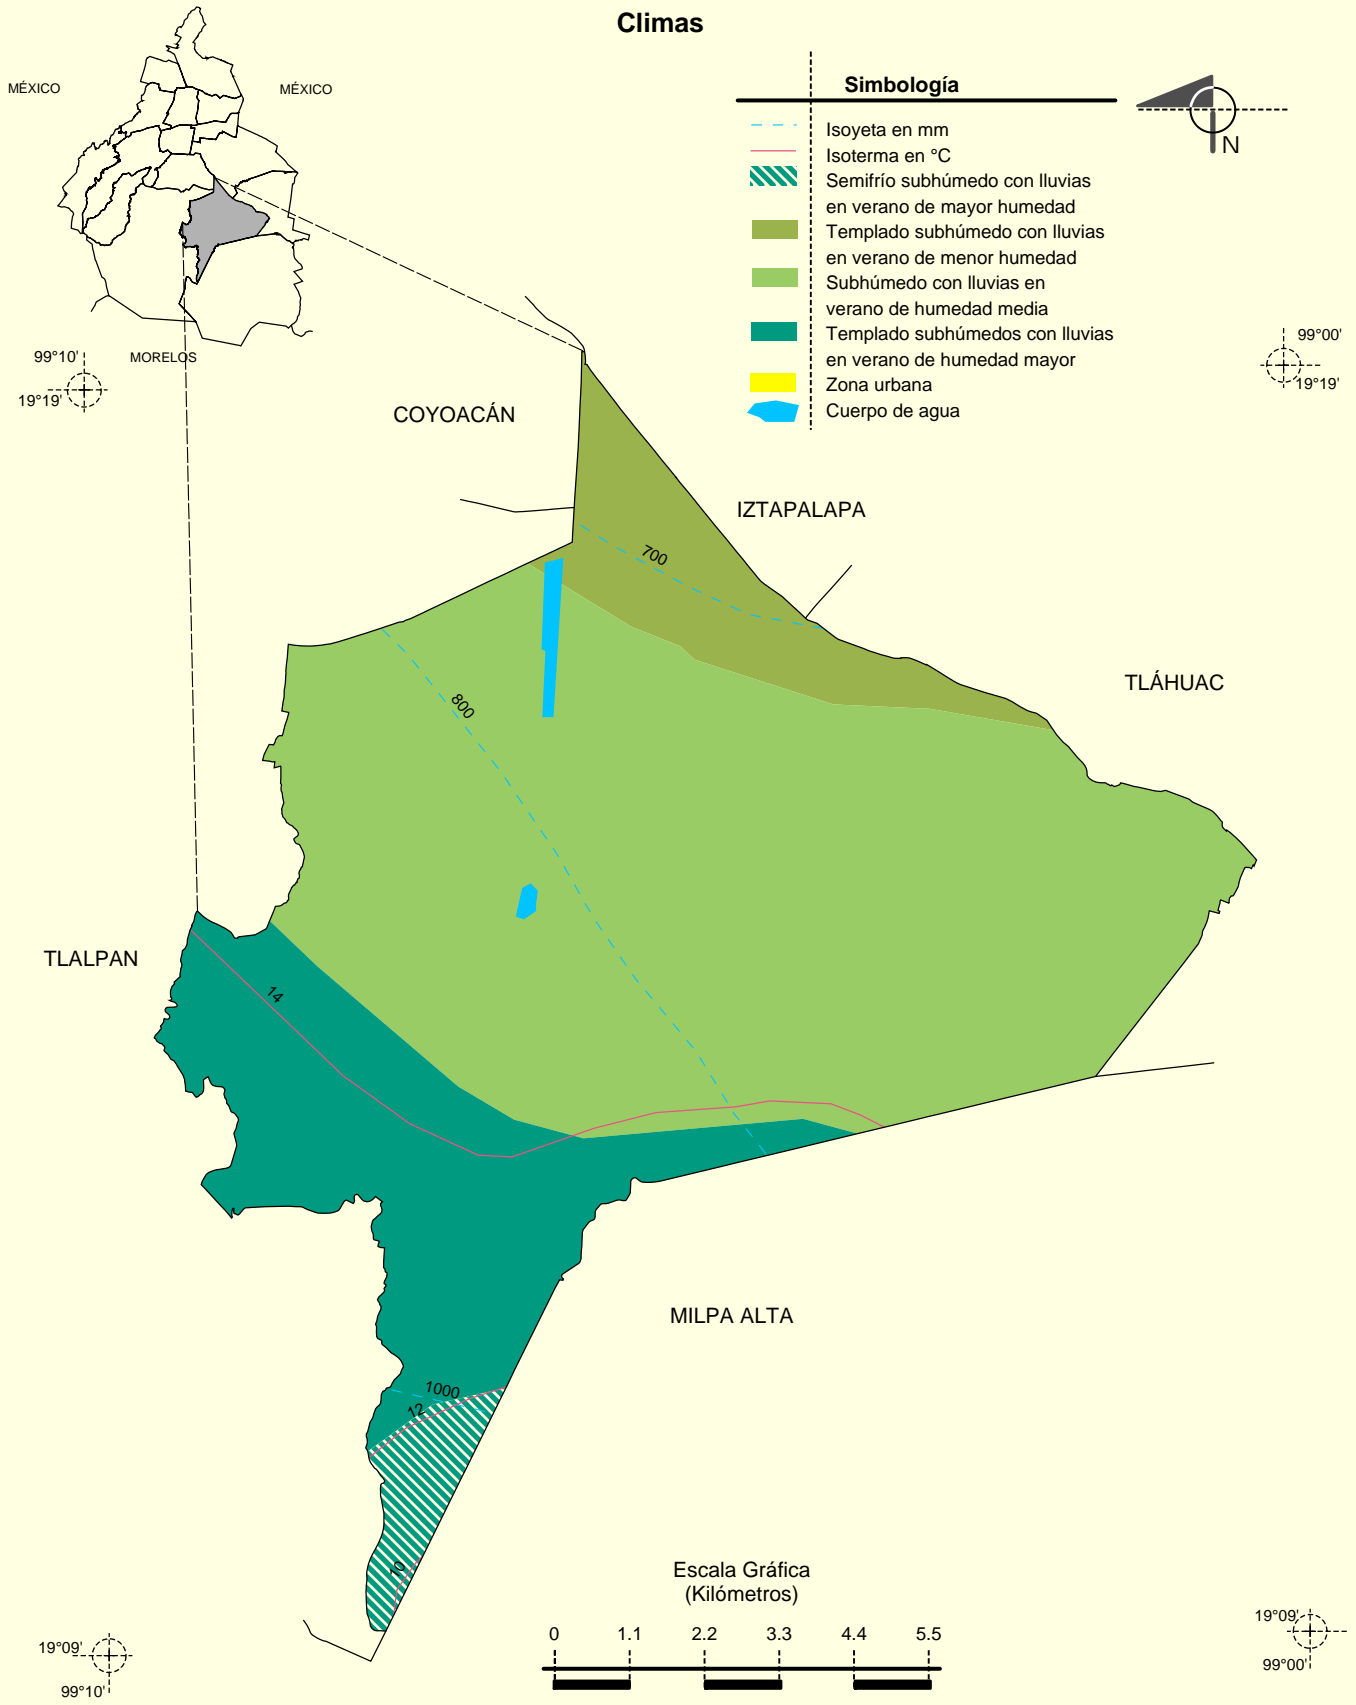 Climas
MÉXICO
MÉXICO
MORELOS
Simbología
Isoyeta en mm
Isoterma en °C
Semifrío subhúmedo con lluvias
en verano de mayor humedad
Templado subhúmedo con lluvias
en verano de menor humedad
Subhúmedo con lluvias en
verano de humedad media
Templado subhúmedos con lluvias
en verano de humedad mayor
Zona urbana
Cuerpo de agua
N
99°10'
19°19'
99°00'
19°19'
COYOACÁN
IZTAPALAPA
700
TLÁHUAC
800
TLALPAN
14
MILPA ALTA
1000
12
10
Escala Gráfica
(Kilómetros)
0 1.1 2.2 3.3 4.4 5.5
19°09'
99°10'
19°09'
99°00'